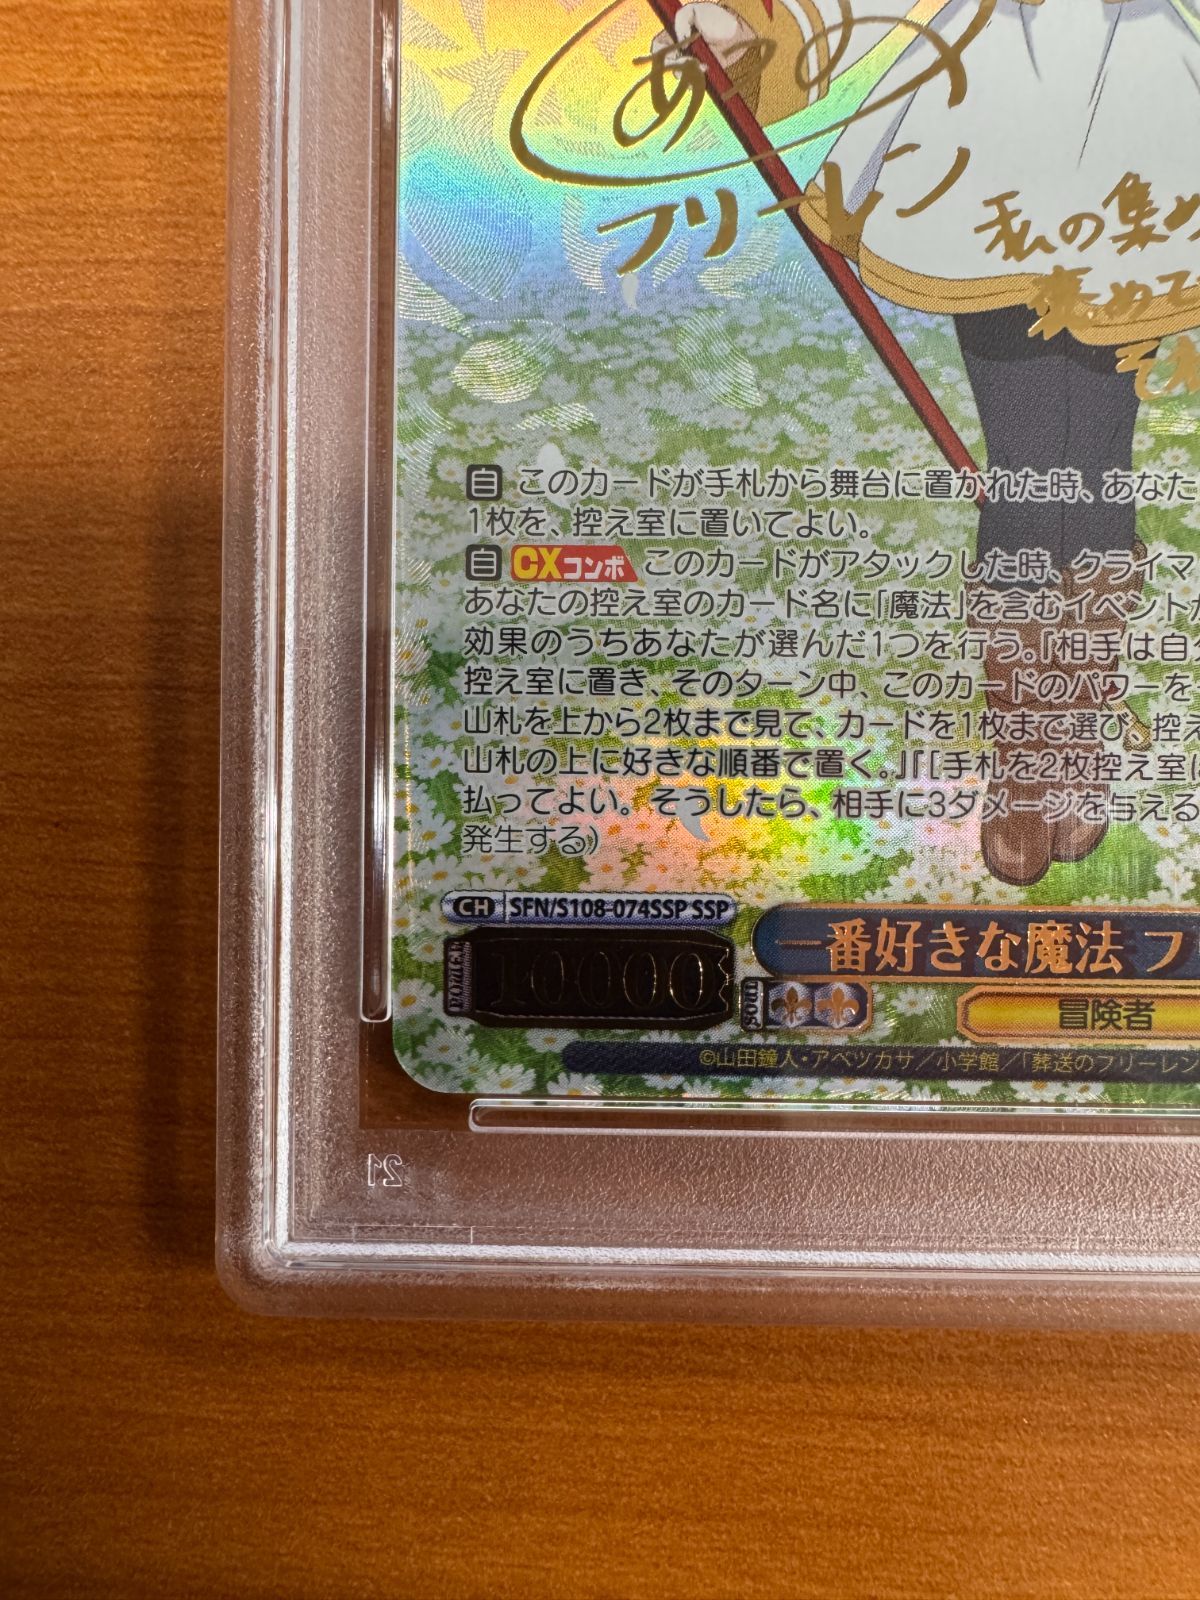 あつめ
フリーレン
私の集め
集めて
それ
自 このカードが手札から舞台に置かれた時、あなた
1枚を、控え室に置いてよい。
自 CXコンボ このカードがアタックした時、クライマ
あなたの控え室のカード名に「魔法」を含むイベント
効果のうちあなたが選んだ1つを行う。『相手は自分
控え室に置き、そのターン中、このカードのパワーを
山札を上から2枚まで見て、カードを1枚まで選び、控え
山札の上に好きな順番で置く。』『[手札を2枚控え室に
払ってよい。そうしたら、相手に3ダメージを与える
発生する)
CH SFN/S108-074SSP SSP
一番好きな魔法 フ
POWER 10000 SOUL
冒険者
©山田鐘人・アベツカサ／小学館／「葬送のフリーレン
21